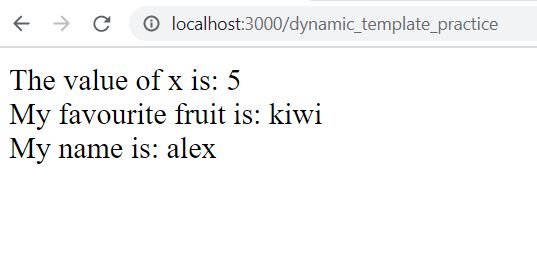 localhost:3000/dynamic_template_practice
The value of x is: 5
My favourite fruit is: kiwi
My name is: alex